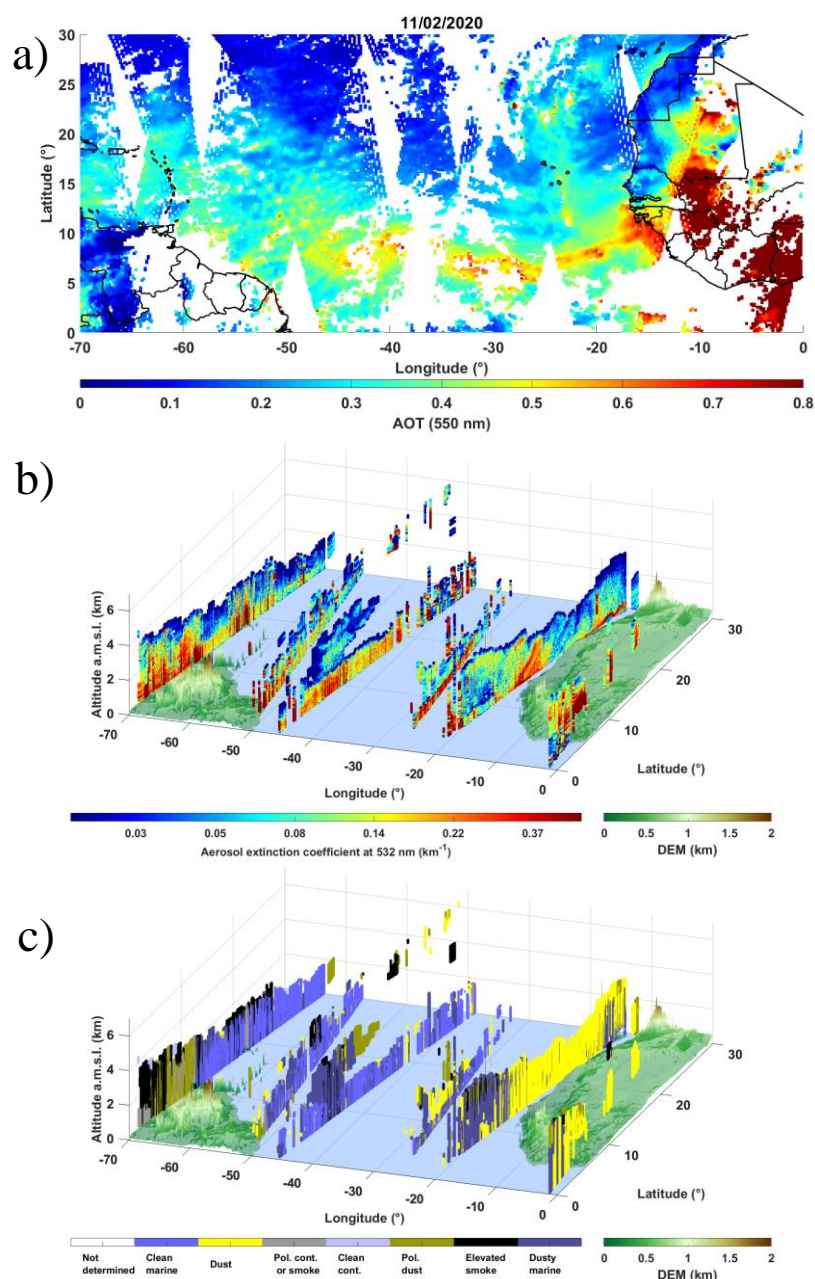 a)
11/02/2020
30
25
20
15
10
5
0
Latitude (°)
-70 -60 -50 -40 -30 -20 -10 0
Longitude (°)
0 0.1 0.2 0.3 0.4 0.5 0.6 0.7 0.8
AOT (550 nm)
b)
6
4
2
0
Altitude a.m.s.l. (km)
-70 -60 -50 -40 -30 -20 -10 0
Longitude (°)
0 10 20 30
Latitude (°)
0.03 0.05 0.08 0.14 0.22 0.37
Aerosol extinction coefficient at 532 nm (km-1)
0 0.5 1 1.5 2
DEM (km)
c)
6
4
2
0
Altitude a.m.s.l. (km)
-70 -60 -50 -40 -30 -20 -10 0
Longitude (°)
0 10 20 30
Latitude (°)
Not determined
Clean marine
Dust
Pol. cont. or smoke
Clean cont.
Pol. dust
Elevated smoke
Dusty marine
0 0.5 1 1.5 2
DEM (km)